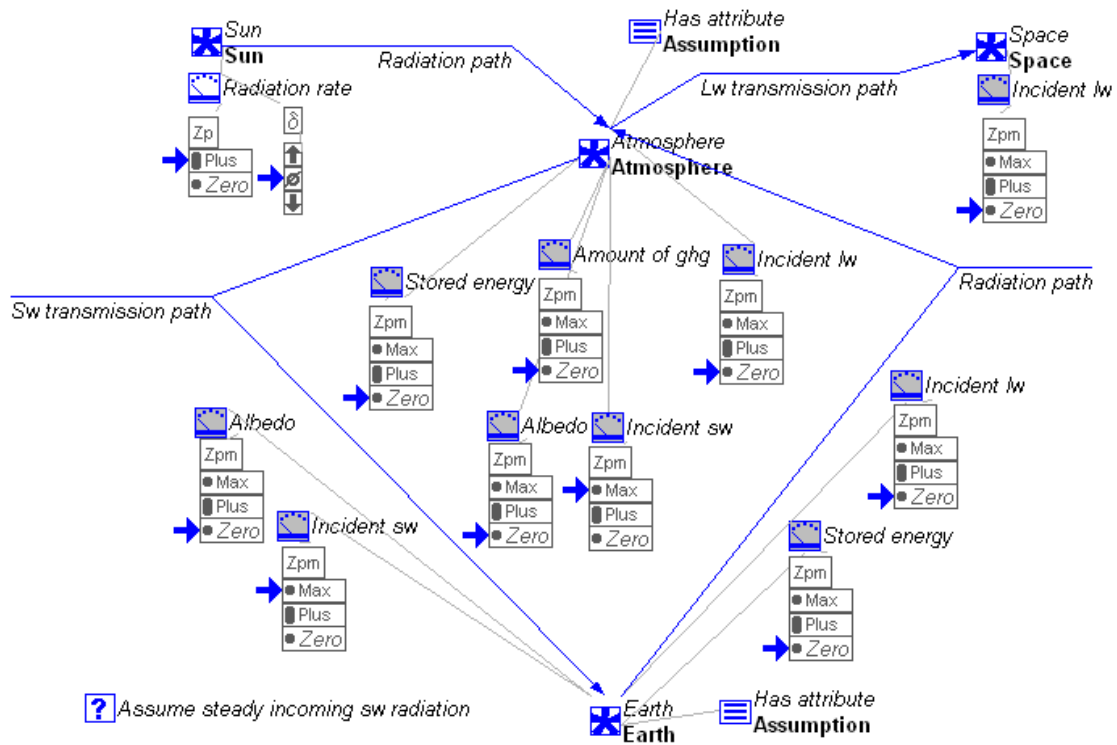 Sun
Sun
Radiation path
Has attribute
Assumption
Space
Space
Lw transmission path
Radiation rate
Incident lw
δ
Zp
Plus
Zero
Ø
Zpm
Max
Plus
Zero
Atmosphere
Atmosphere
Stored energy
Amount of ghg
Incident lw
Radiation path
Sw transmission path
Zpm
Max
Plus
Zero
Zpm
Max
Plus
Zero
Zpm
Max
Plus
Zero
Albedo
Albedo
Incident sw
Incident lw
Zpm
Max
Plus
Zero
Zpm
Max
Plus
Zero
Zpm
Max
Plus
Zero
Zpm
Max
Plus
Zero
Incident sw
Stored energy
Zpm
Max
Plus
Zero
Zpm
Max
Plus
Zero
? Assume steady incoming sw radiation
Earth
Earth
Has attribute
Assumption